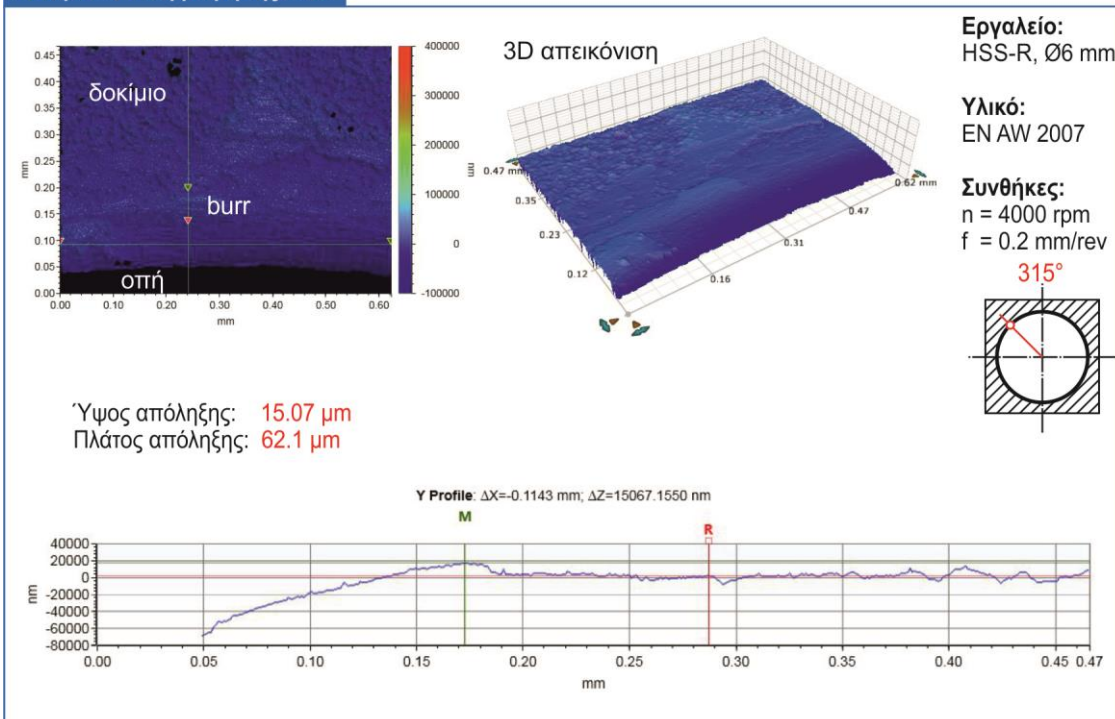 δοκίμιο
burr
οπή
0.45
0.40
0.35
0.30
0.25
0.20
0.15
0.10
0.05
0.00
mm
0.00
0.10
0.20
0.30
0.40
0.50
mm
400000
300000
200000
100000
0
-100000
nm
3D απεικόνιση
0.47 mm
0.35
0.23
0.12
0.62 mm
0.47
0.31
0.16
Εργαλείο:
HSS-R, Ø6 mm
Υλικό:
EN AW 2007
Συνθήκες:
n = 4000 rpm
f = 0.2 mm/rev
315°
Ύψος απόληξης: 15.07 μm
Πλάτος απόληξης: 62.1 μm
Y Profile: ΔX=-0.1143 mm; ΔZ=15067.1550 nm
M
R
40000
20000
0
-20000
-40000
-60000
-80000
nm
0.00
0.05
0.10
0.15
0.20
0.25
0.30
0.35
0.40
0.45
0.47
mm